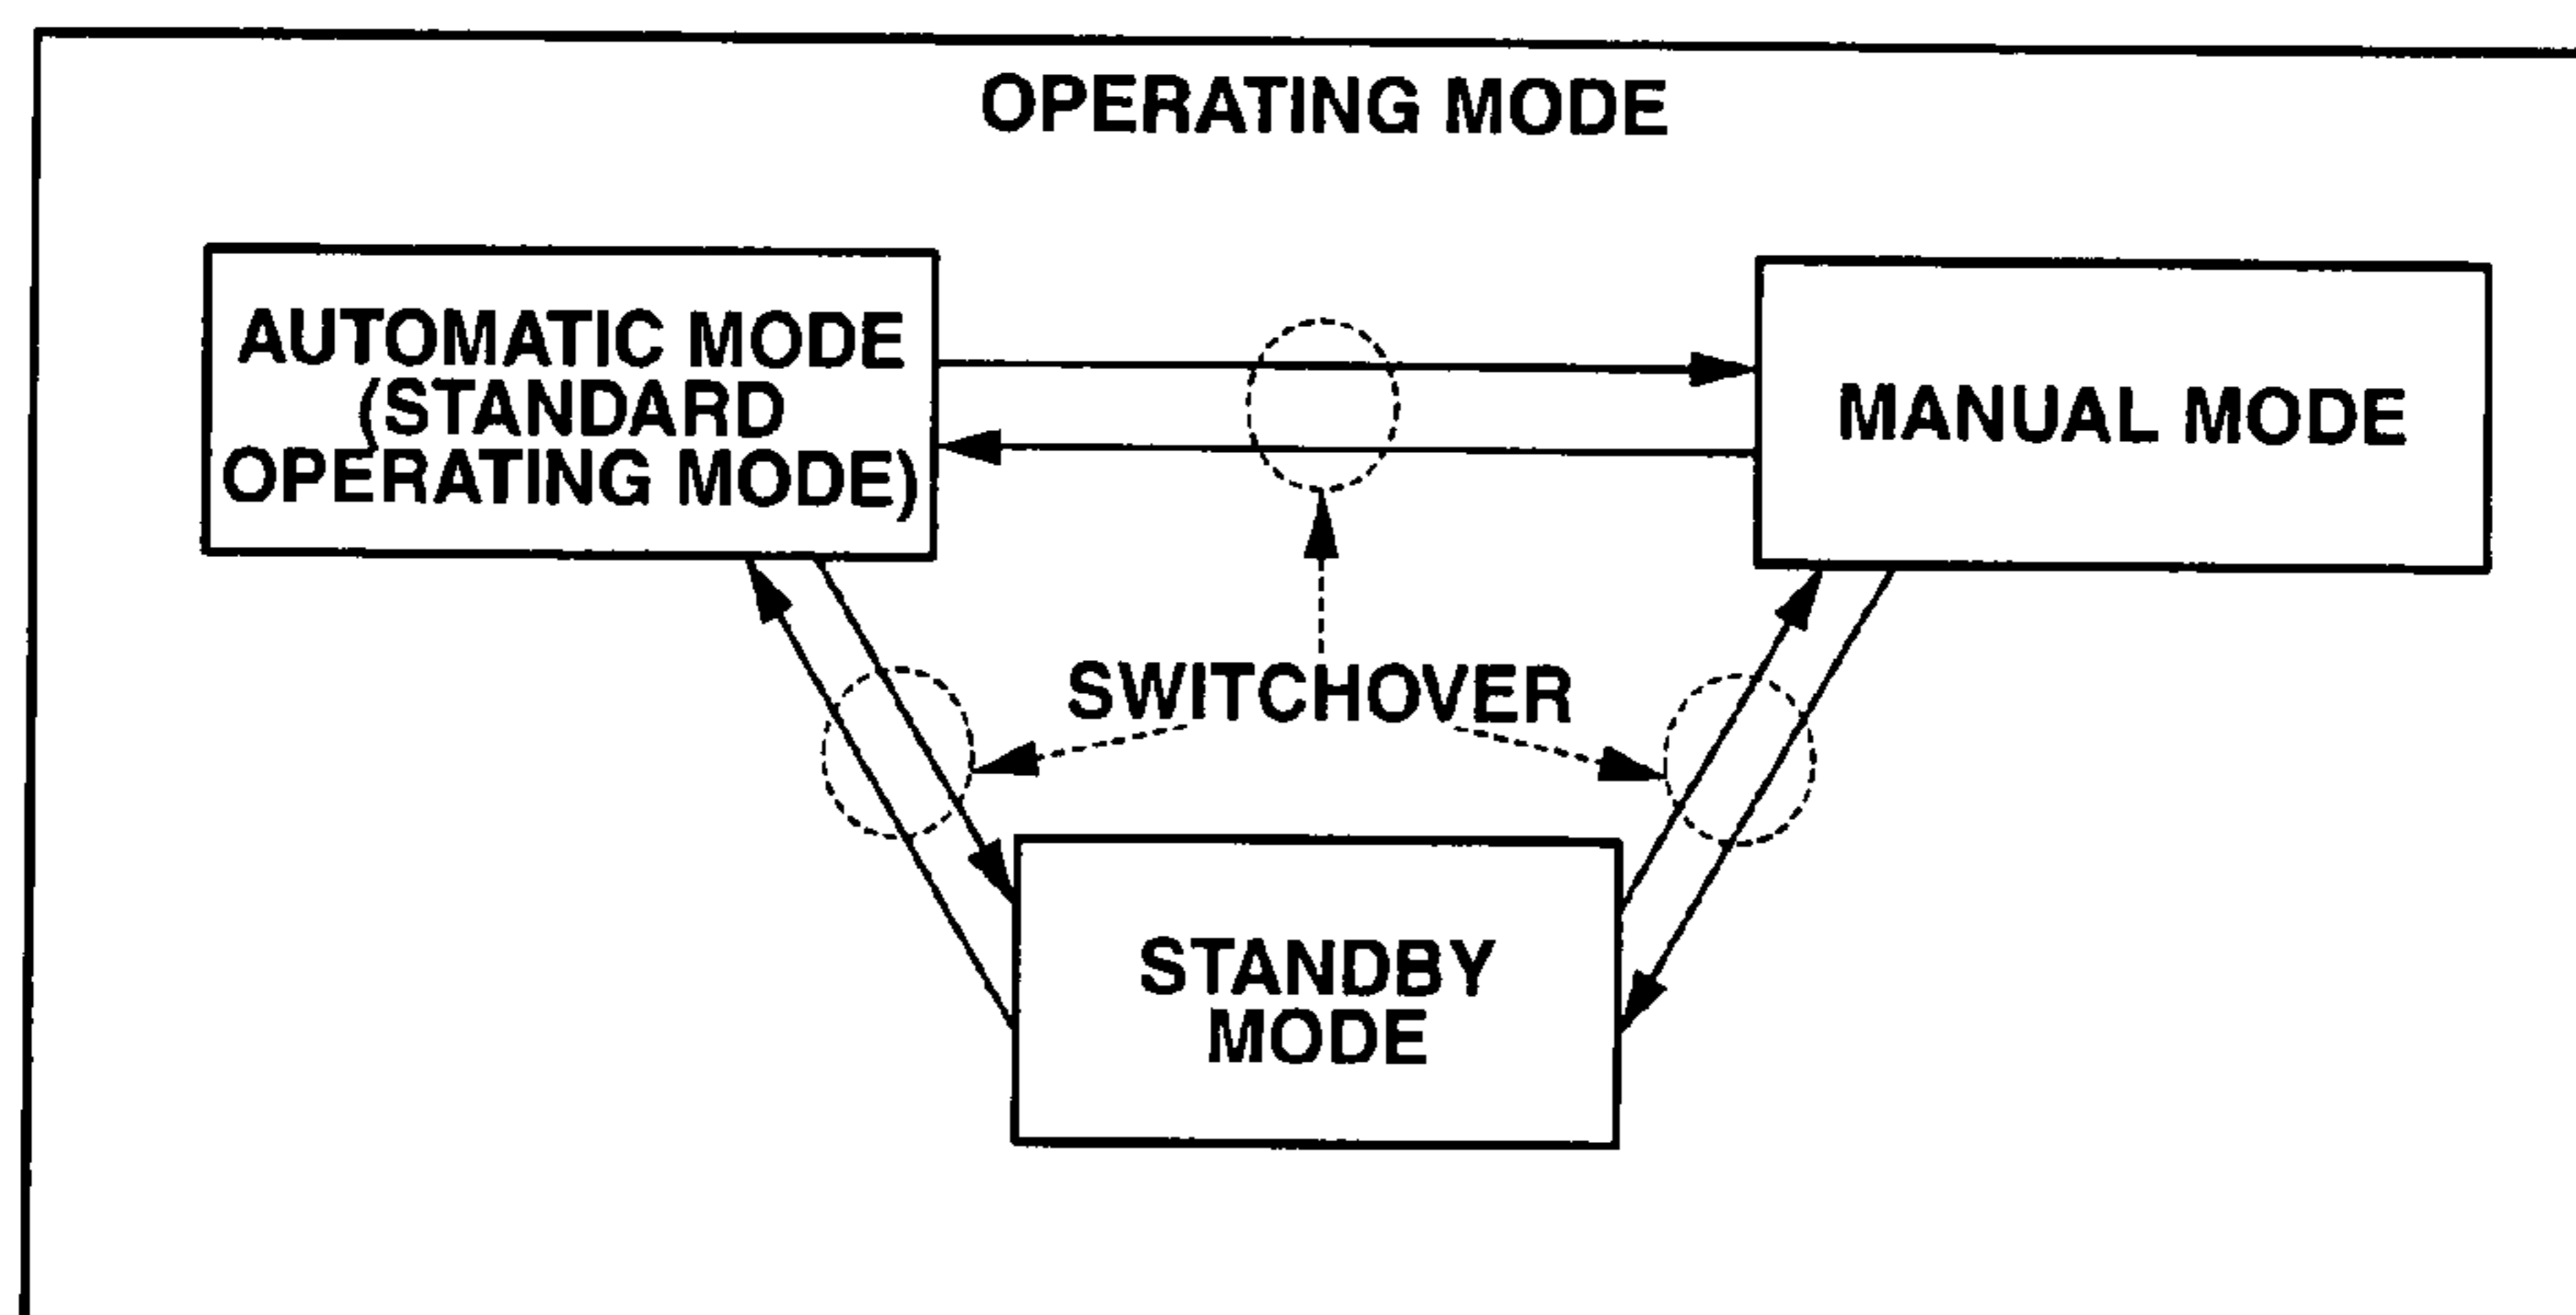 OPERATING MODE
AUTOMATIC MODE
(STANDARD
OPERATING MODE)
MANUAL MODE
SWITCHOVER
STANDBY
MODE